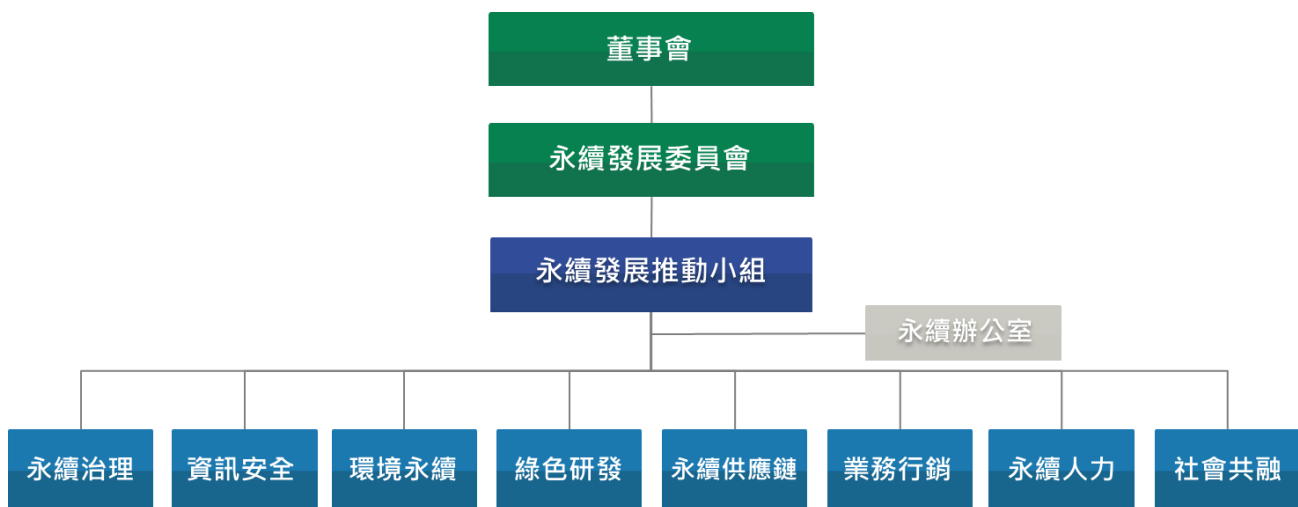 董事會
永續發展委員會
永續發展推動小組
永續辦公室
永續治理
資訊安全
環境永續
綠色研發
永續供應鏈
業務行銷
永續人力
社會共融